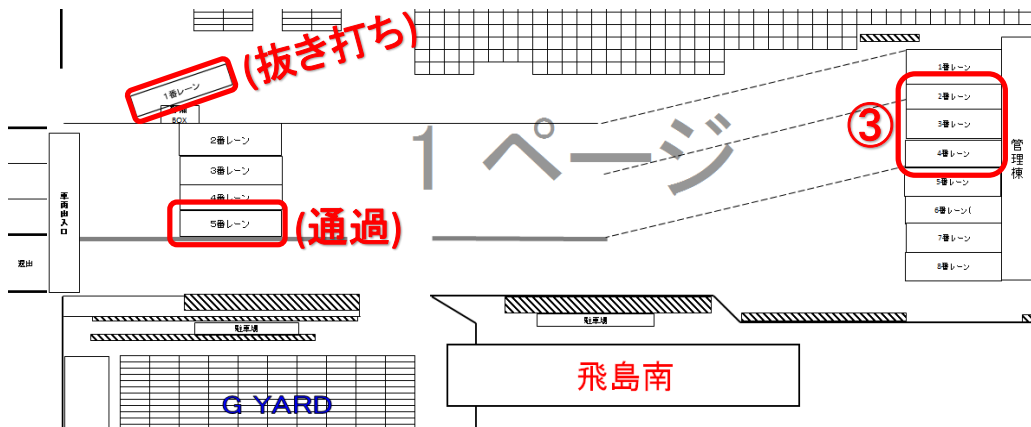 (抜き打ち)
1番レーン
BOX
2番レーン
3番レーン
4番レーン
5番レーン
(通過)
1 ページ
③
1番レーン
2番レーン
3番レーン
4番レーン
5番レーン
6番レーン(
7番レーン
8番レーン
管理棟
車両出入口
駐車場
駐車場
G YARD
飛島南